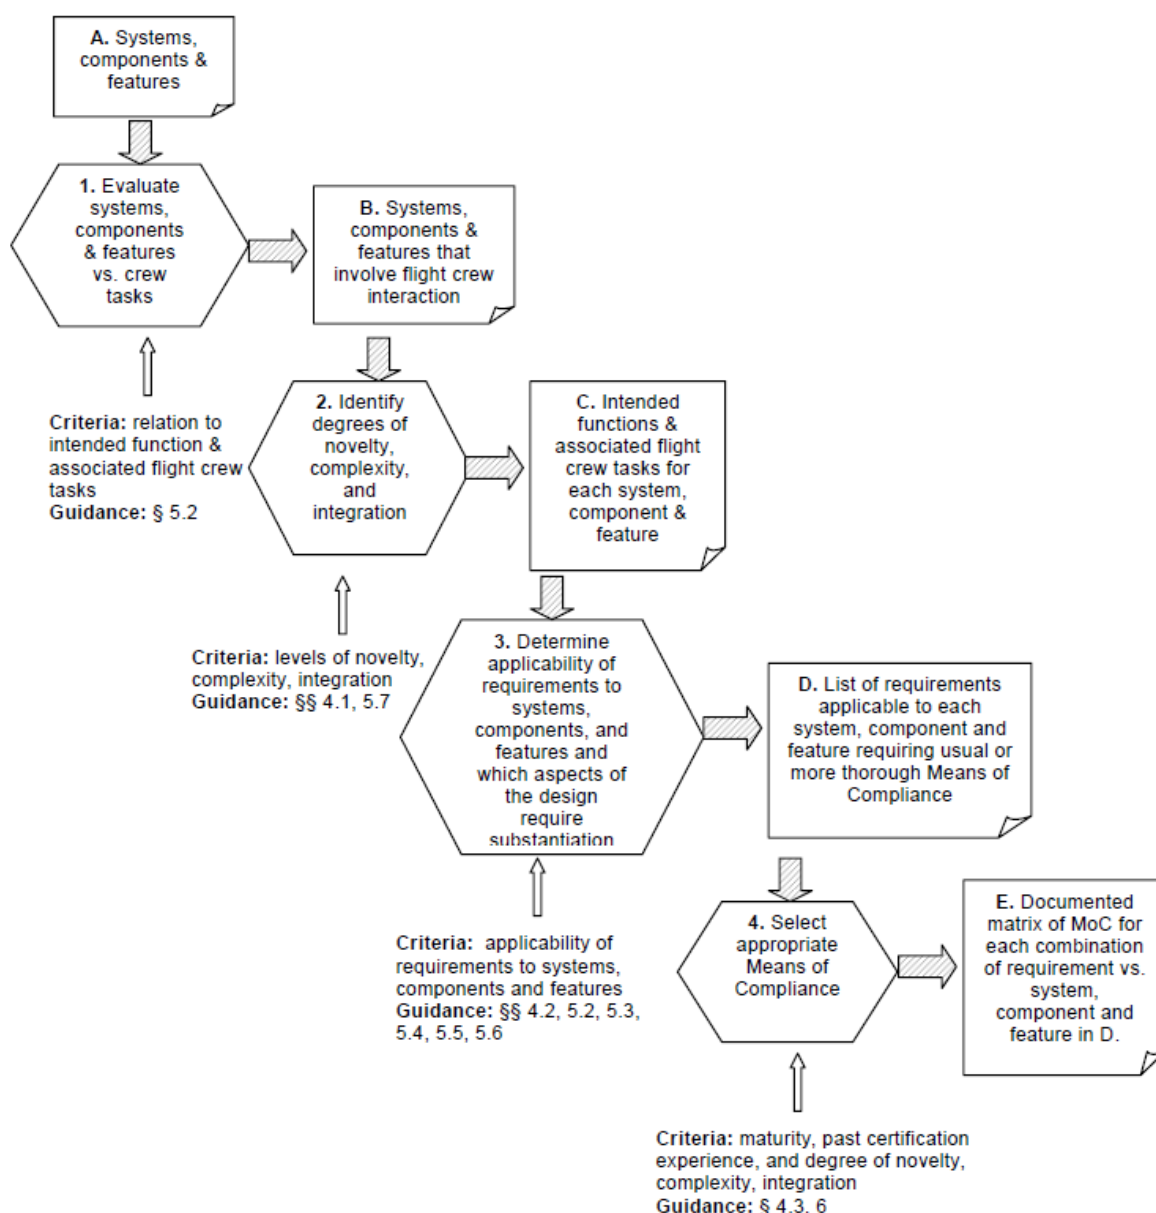 A. Systems,
components &
features
1. Evaluate
systems,
components
& features
vs. crew
tasks
B. Systems,
components &
features that
involve flight crew
interaction
Criteria: relation to
intended function &
associated flight crew
tasks
Guidance: § 5.2
2. Identify
degrees of
novelty,
complexity,
and
integration
C. Intended
functions &
associated flight
crew tasks for
each system,
component &
feature
Criteria: levels of novelty,
complexity, integration
Guidance: §§ 4.1, 5.7
3. Determine
applicability of
requirements to
systems,
components, and
features and
which aspects of
the design
require
substantiation
D. List of requirements
applicable to each
system, component and
feature requiring usual or
more thorough Means of
Compliance
Criteria: applicability of
requirements to systems,
components and features
Guidance: §§ 4.2, 5.2, 5.3,
5.4, 5.5, 5.6
4. Select
appropriate
Means of
Compliance
E. Documented
matrix of MoC for
each combination
of requirement vs.
system,
component and
feature in D.
Criteria: maturity, past certification
experience, and degree of novelty,
complexity, integration
Guidance: § 4.3, 6